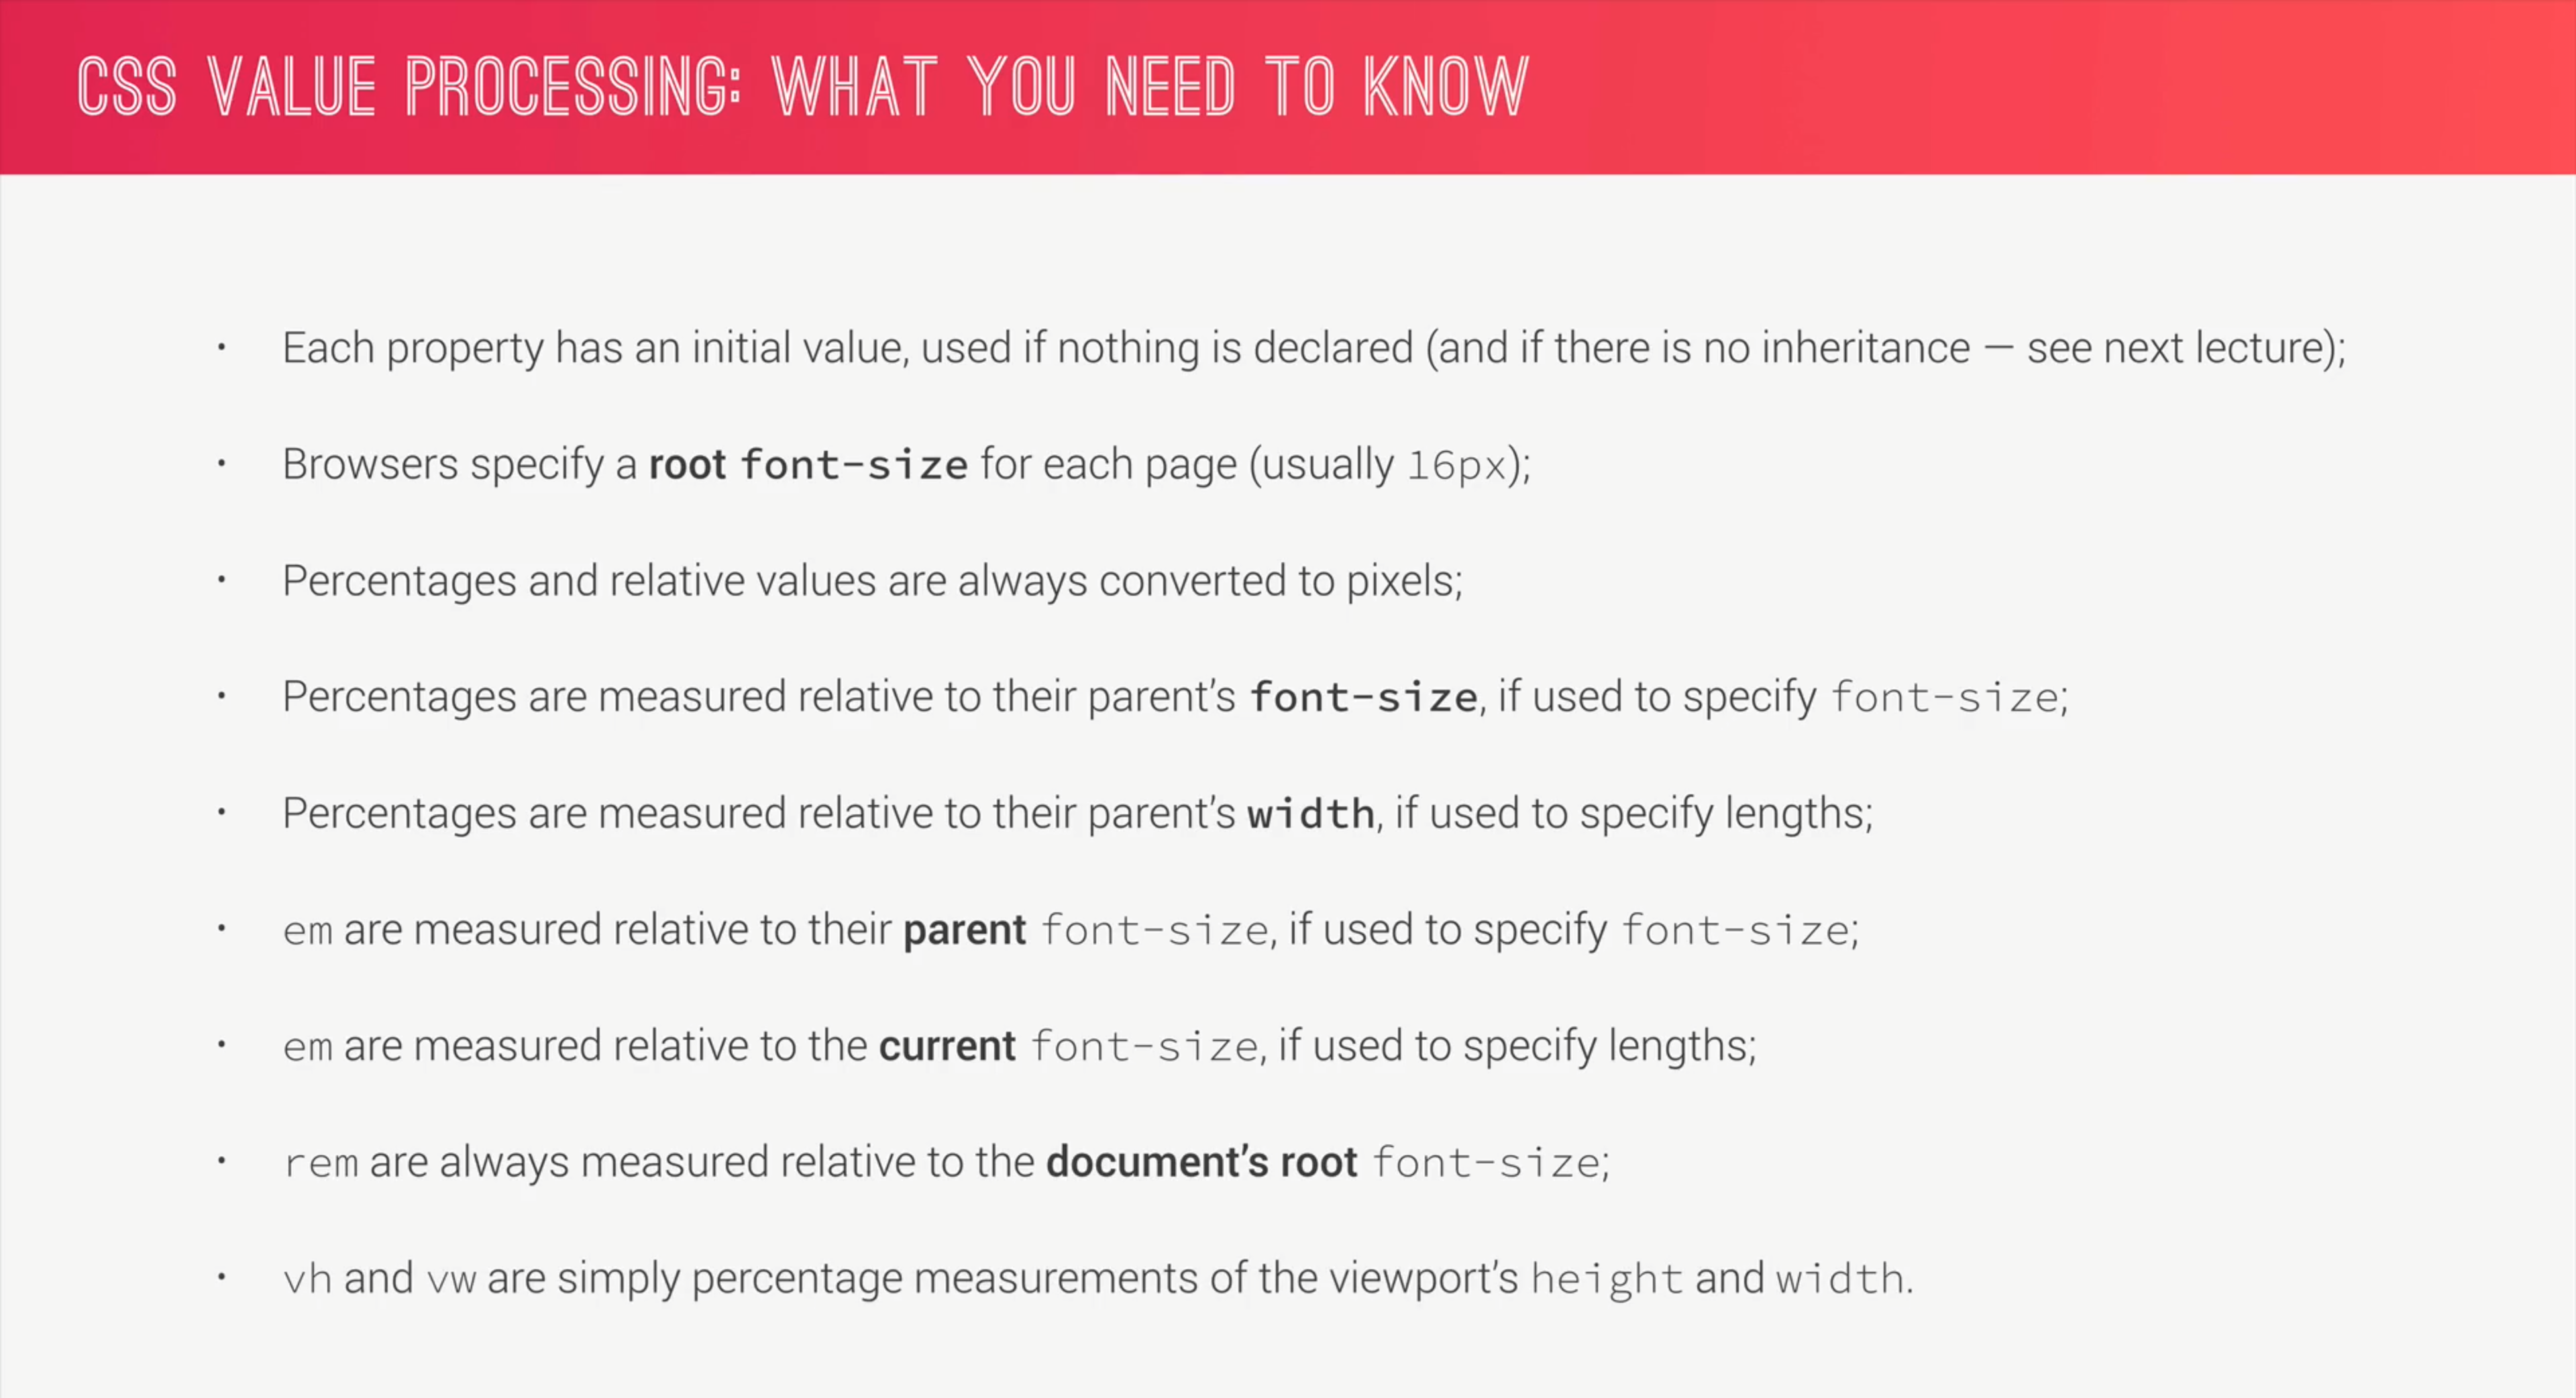 CSS VALUE PROCESSING: WHAT YOU NEED TO KNOW
• Each property has an initial value, used if nothing is declared (and if there is no inheritance — see next lecture);
• Browsers specify a root font-size for each page (usually 16px);
• Percentages and relative values are always converted to pixels;
• Percentages are measured relative to their parent’s font-size, if used to specify font-size;
• Percentages are measured relative to their parent’s width, if used to specify lengths;
• em are measured relative to their parent font-size, if used to specify font-size;
• em are measured relative to the current font-size, if used to specify lengths;
• rem are always measured relative to the document’s root font-size;
• vh and vw are simply percentage measurements of the viewport’s height and width.